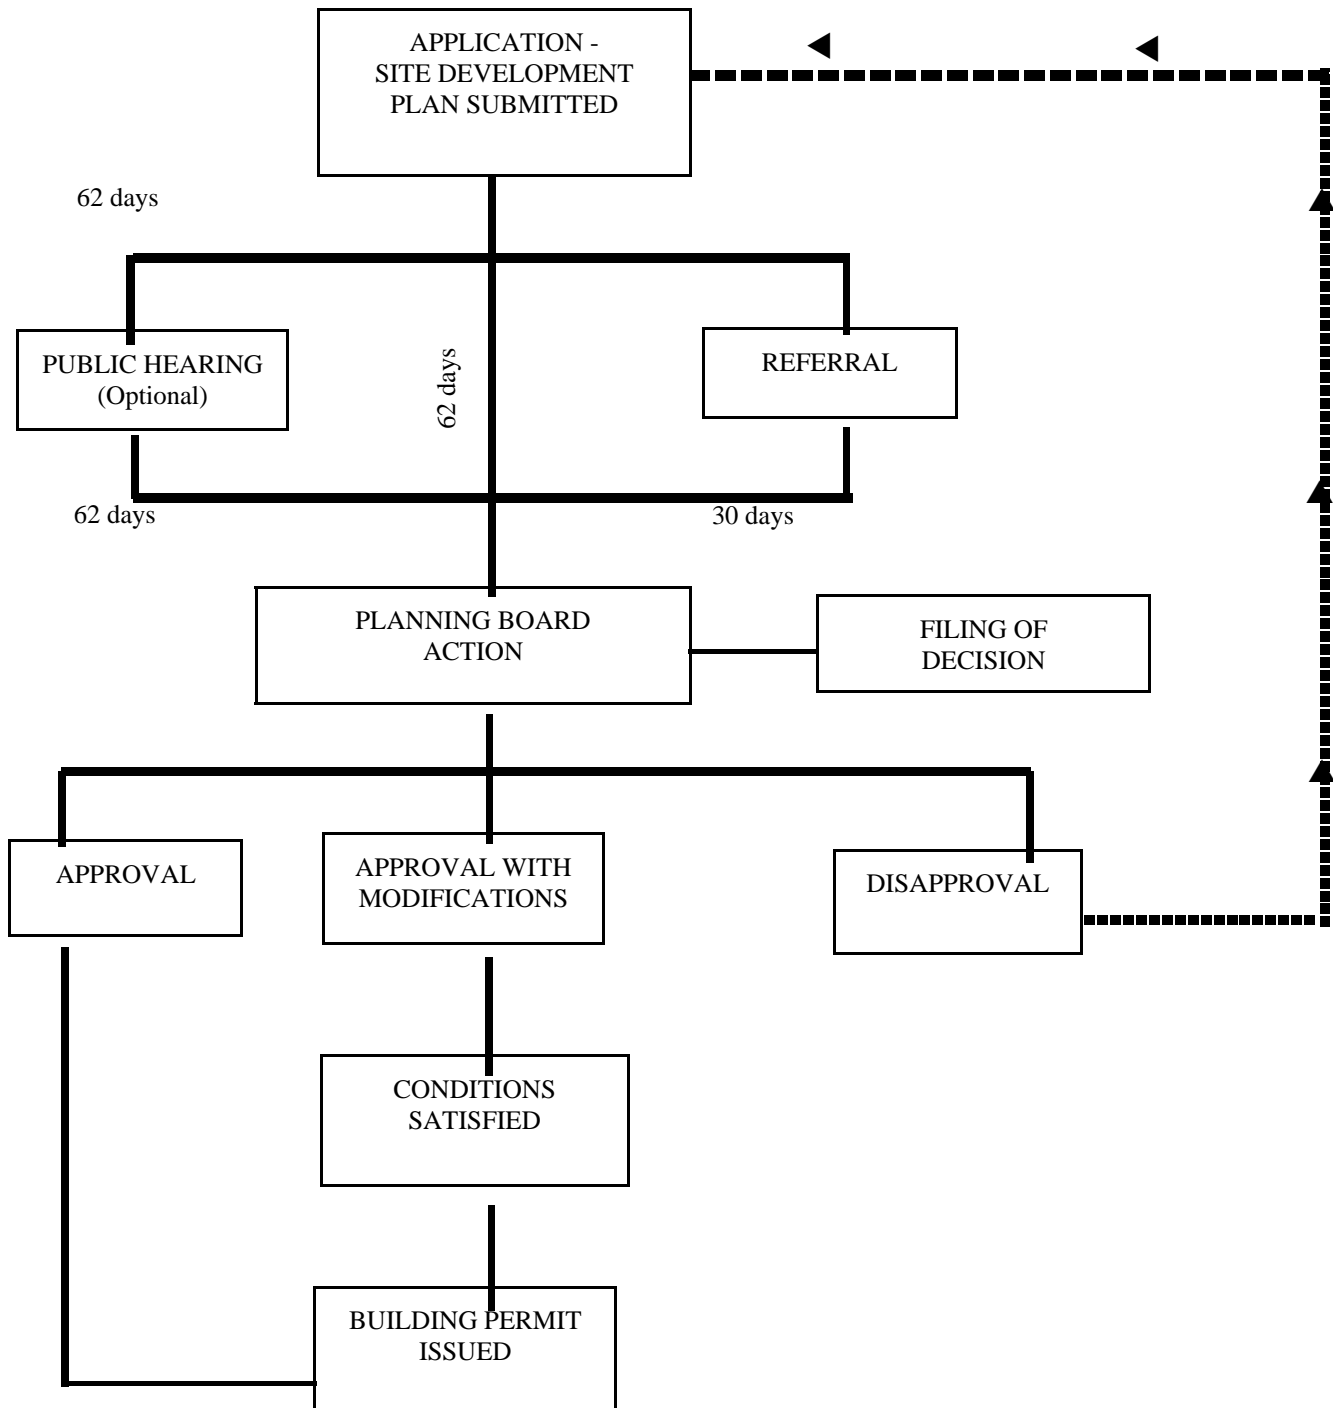 APPLICATION -
SITE DEVELOPMENT
PLAN SUBMITTED
62 days
PUBLIC HEARING
(Optional)
62 days
REFERRAL
62 days
30 days
PLANNING BOARD
ACTION
FILING OF
DECISION
APPROVAL
APPROVAL WITH
MODIFICATIONS
DISAPPROVAL
CONDITIONS
SATISFIED
BUILDING PERMIT
ISSUED